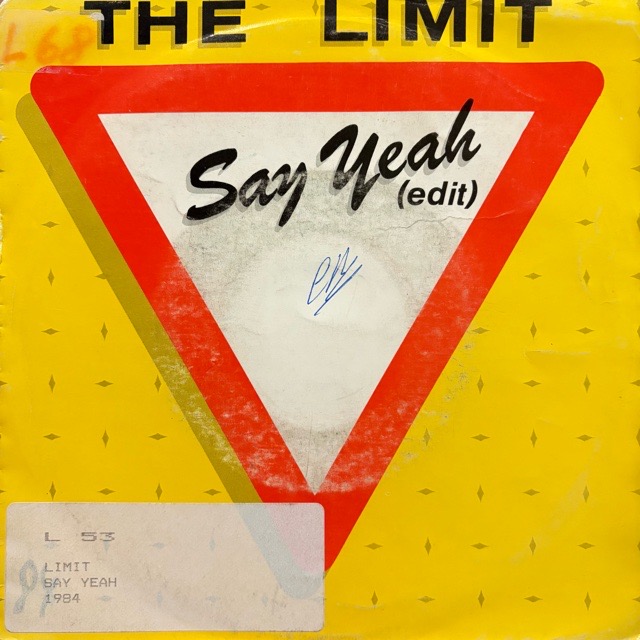 THE LIMIT
L 68
Say Yeah
(edit)
L 53
LIMIT
SAY YEAH
1984